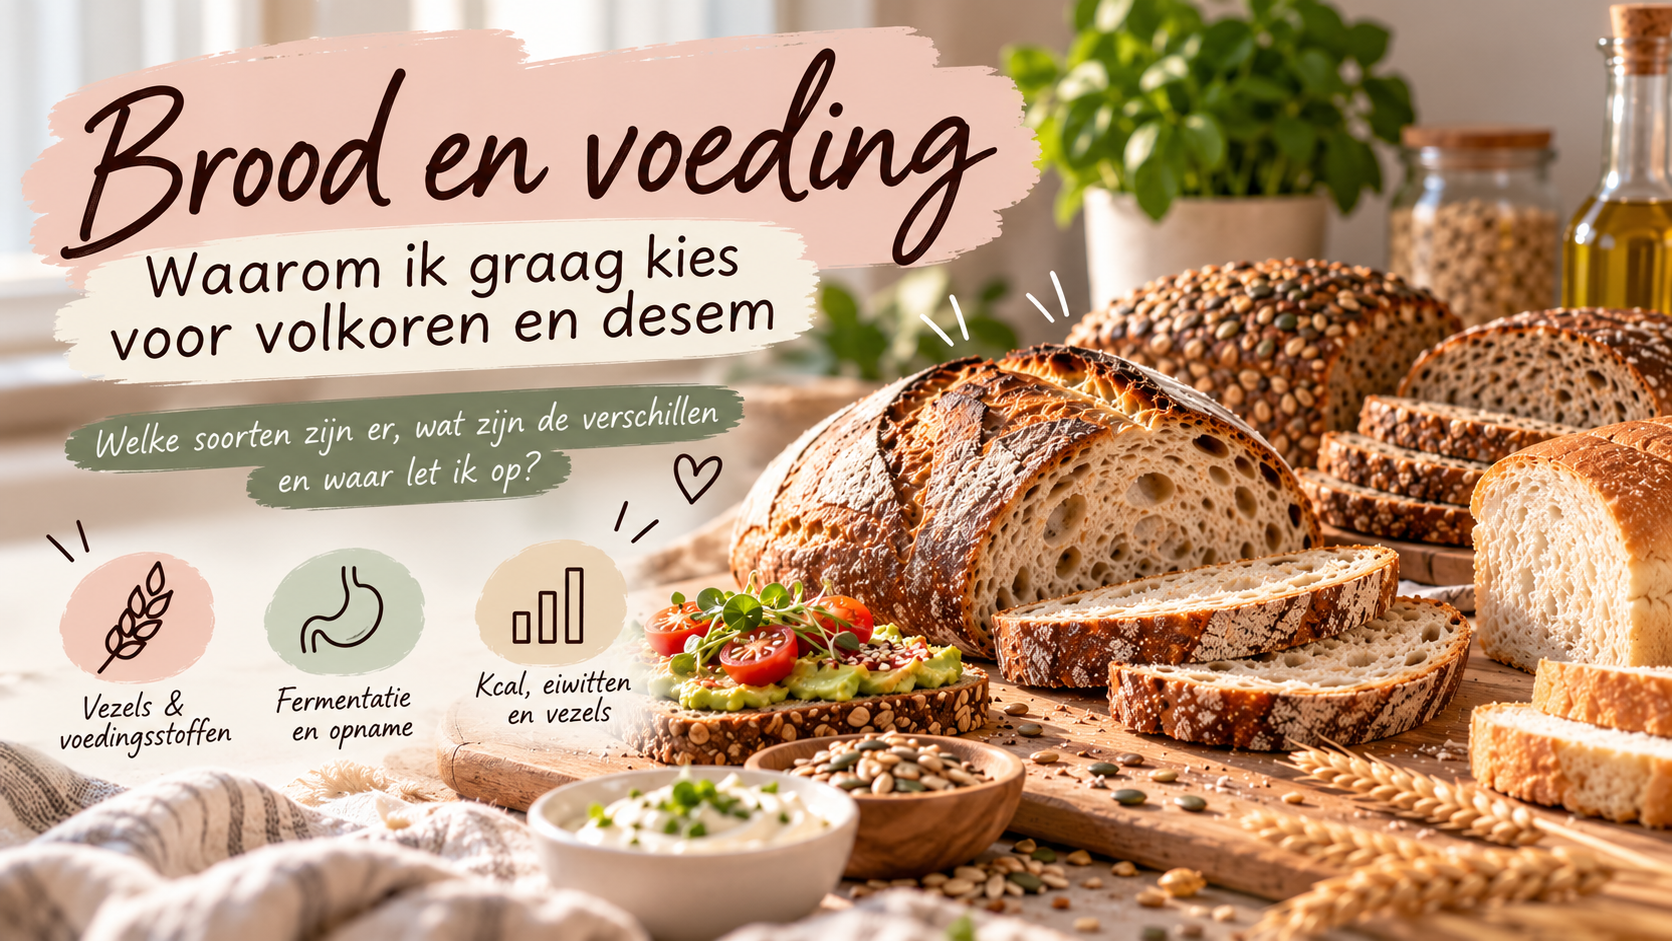 Brood en voeding
Waarom ik graag kies
voor volkoren en desem
Welke soorten zijn er, wat zijn de verschillen
en waar let ik op?
Vezels &
voedingsstoffen
Fermentatie
en opname
Kcal, eiwitten
en vezels